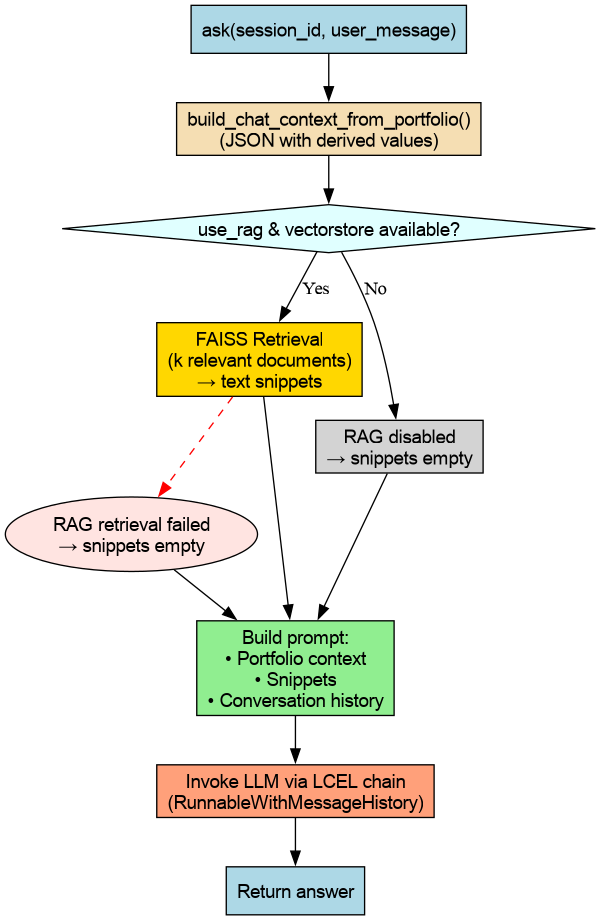 ask(session_id, user_message)
build_chat_context_from_portfolio()
(JSON with derived values)
use_rag & vectorstore available?
Yes
No
FAISS Retrieval
(k relevant documents)
→ text snippets
RAG disabled
→ snippets empty
RAG retrieval failed
→ snippets empty
Build prompt:
• Portfolio context
• Snippets
• Conversation history
Invoke LLM via LCEL chain
(RunnableWithMessageHistory)
Return answer